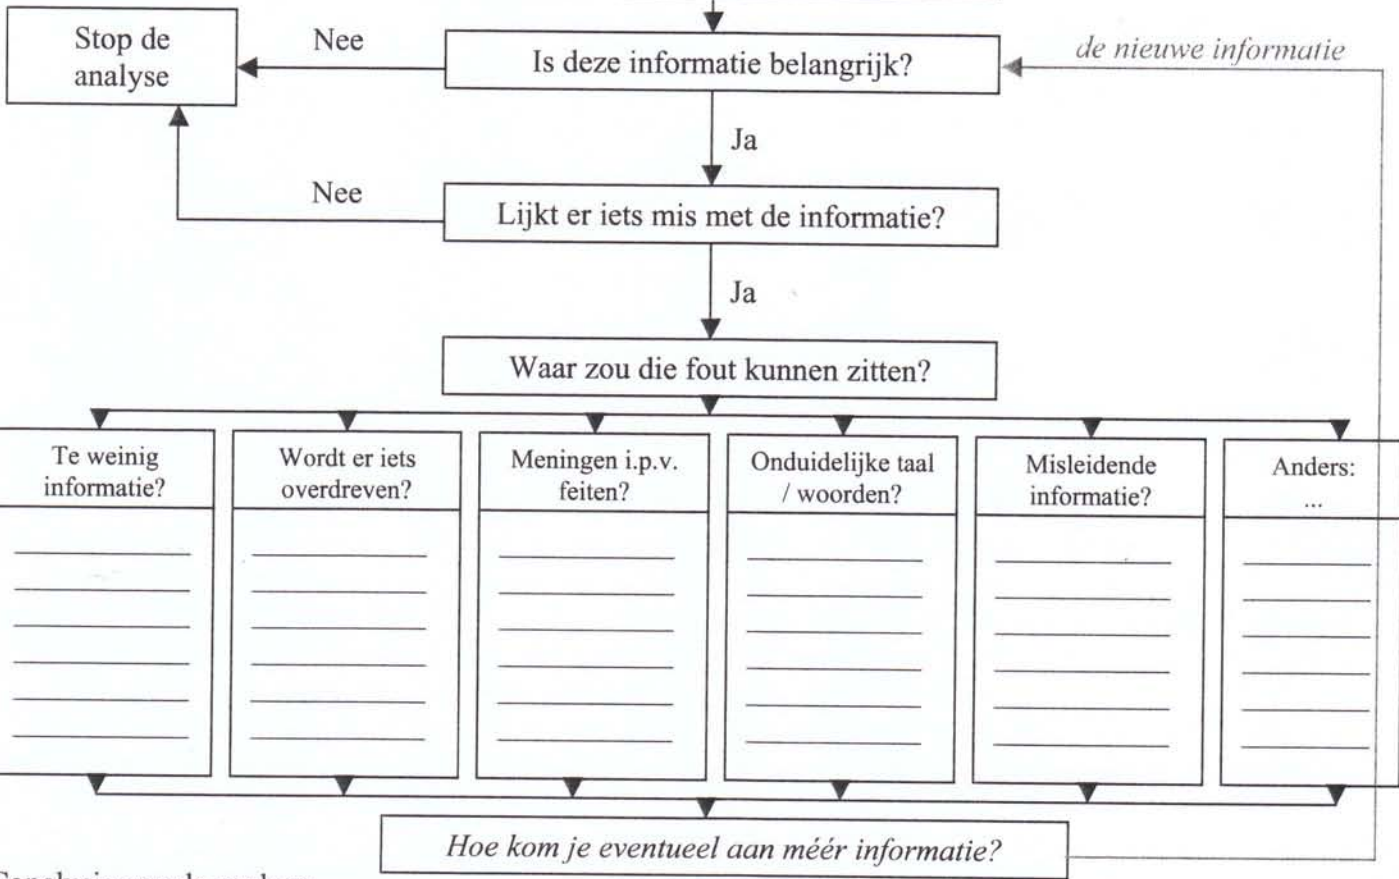 Stop de
analyse
Nee
Is deze informatie belangrijk?
de nieuwe informatie
Ja
Nee
Lijkt er iets mis met de informatie?
Ja
Waar zou die fout kunnen zitten?
Te weinig
informatie?
Wordt er iets
overdreven?
Meningen i.p.v.
feiten?
Onduidelijke taal
/ woorden?
Misleidende
informatie?
Anders:
...
Hoe kom je eventueel aan méér informatie?